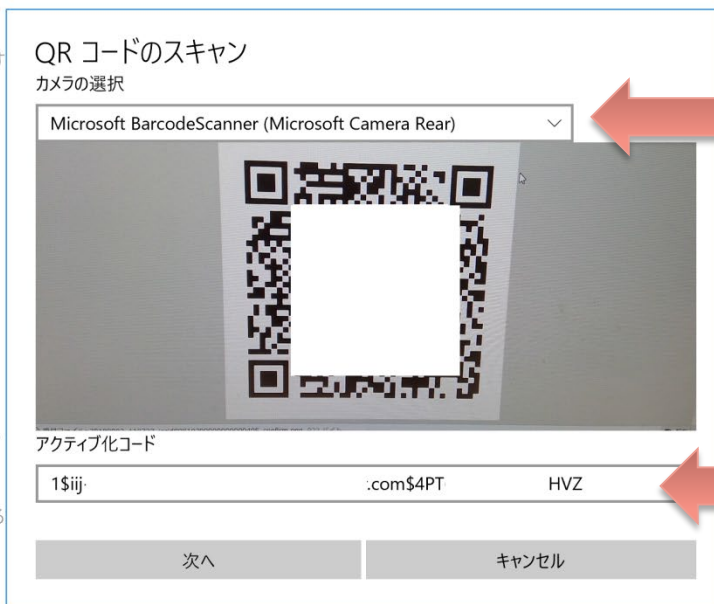 QR コードのスキャン
カメラの選択
Microsoft BarcodeScanner (Microsoft Camera Rear)
アクティブ化コード
1$iij .com$4PT HVZ
次へ
キャンセル